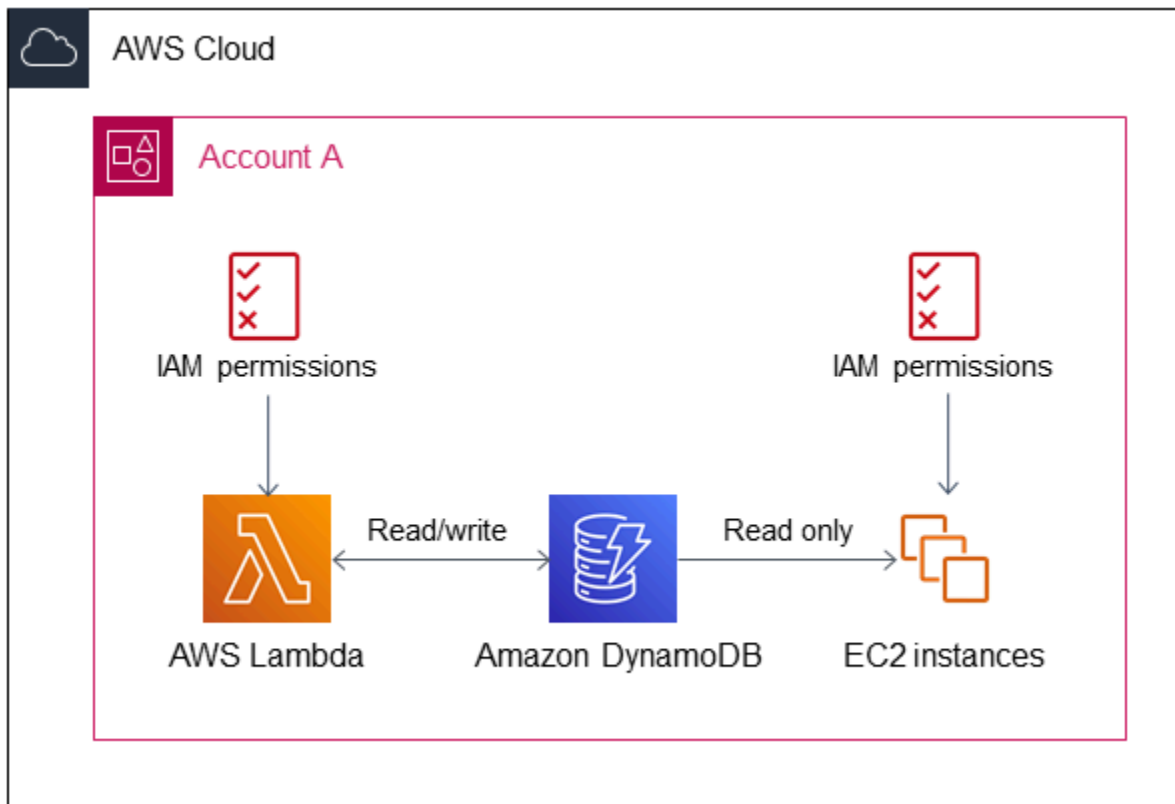 AWS Cloud
Account A
IAM permissions
IAM permissions
Read/write
Read only
AWS Lambda
Amazon DynamoDB
EC2 instances